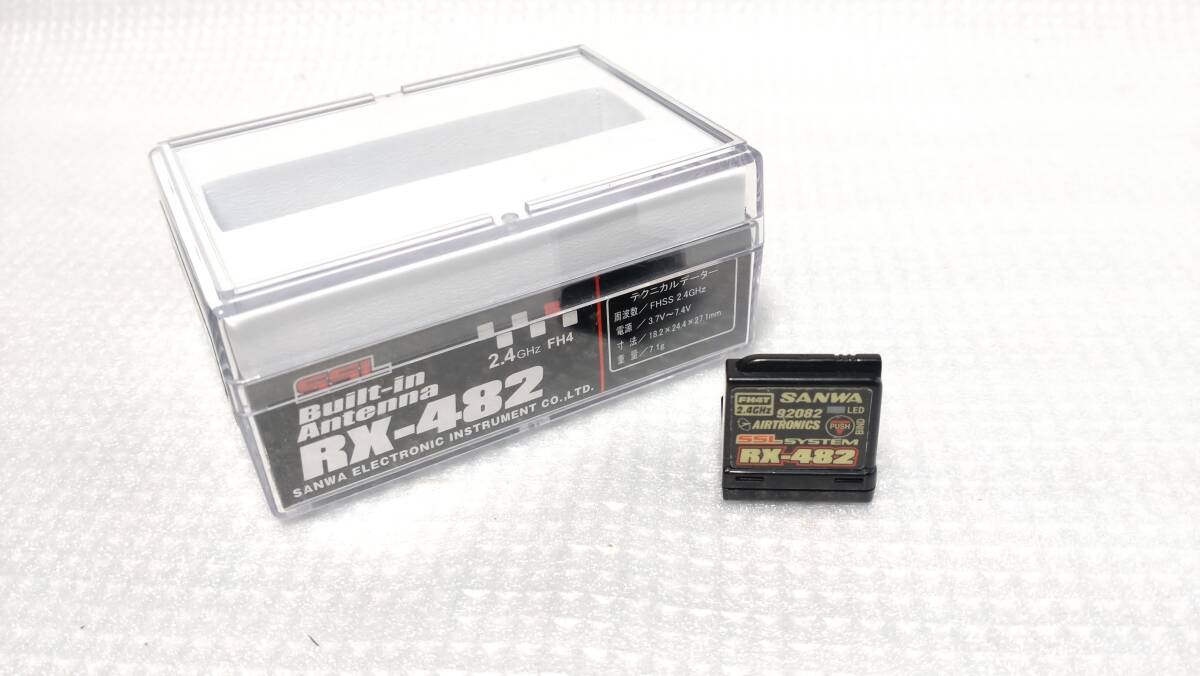 SSL
Built-in
Antenna
RX-482
SANWA ELECTRONIC INSTRUMENT CO.,LTD.
2.4GHz FH4
テクニカルデーター
周波数/FHSS 2.4GHz
電源/3.7V~7.4V
寸法/18.2×24.4×27.1mm
重量/7.1g
FH4T SANWA
2.4GHz 92082 LED
AIRTRONICS PUSH BIND
SSL SYSTEM
RX-482